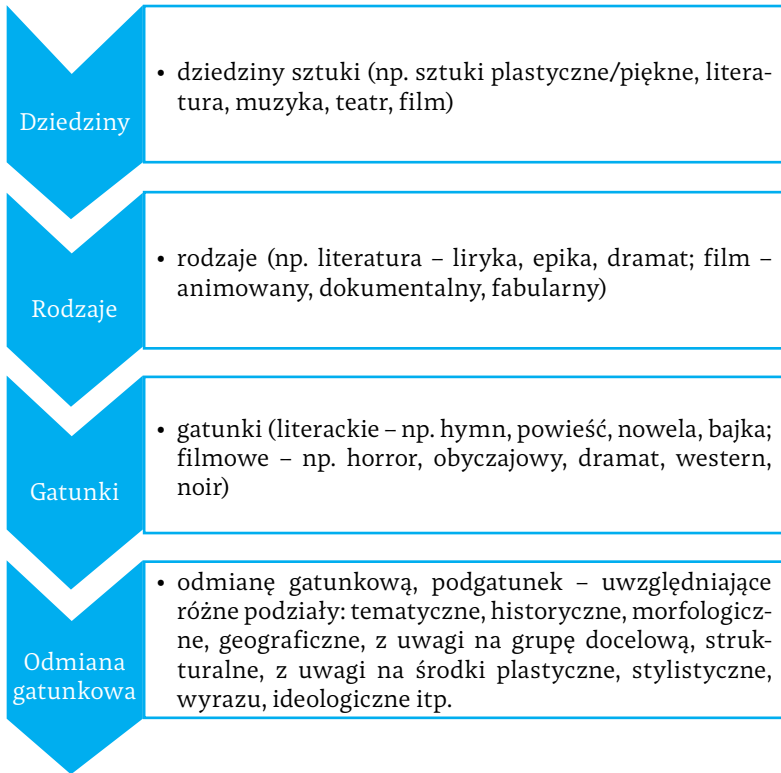 Dziedziny
• dziedziny sztuki (np. sztuki plastyczne/piękne, litera-
tura, muzyka, teatr, film)
Rodzaje
• rodzaje (np. literatura – liryka, epika, dramat; film –
animowany, dokumentalny, fabularny)
Gatunki
• gatunki (literackie – np. hymn, powieść, nowela, bajka;
filmowe – np. horror, obyczajowy, dramat, western,
noir)
Odmiana
gatunkowa
• odmianę gatunkową, podgatunek – uwzględniające
różne podziały: tematyczne, historyczne, morfologicz-
ne, geograficzne, z uwagi na grupę docelową, struk-
turalne, z uwagi na środki plastyczne, stylistyczne,
wyrazu, ideologiczne itp.